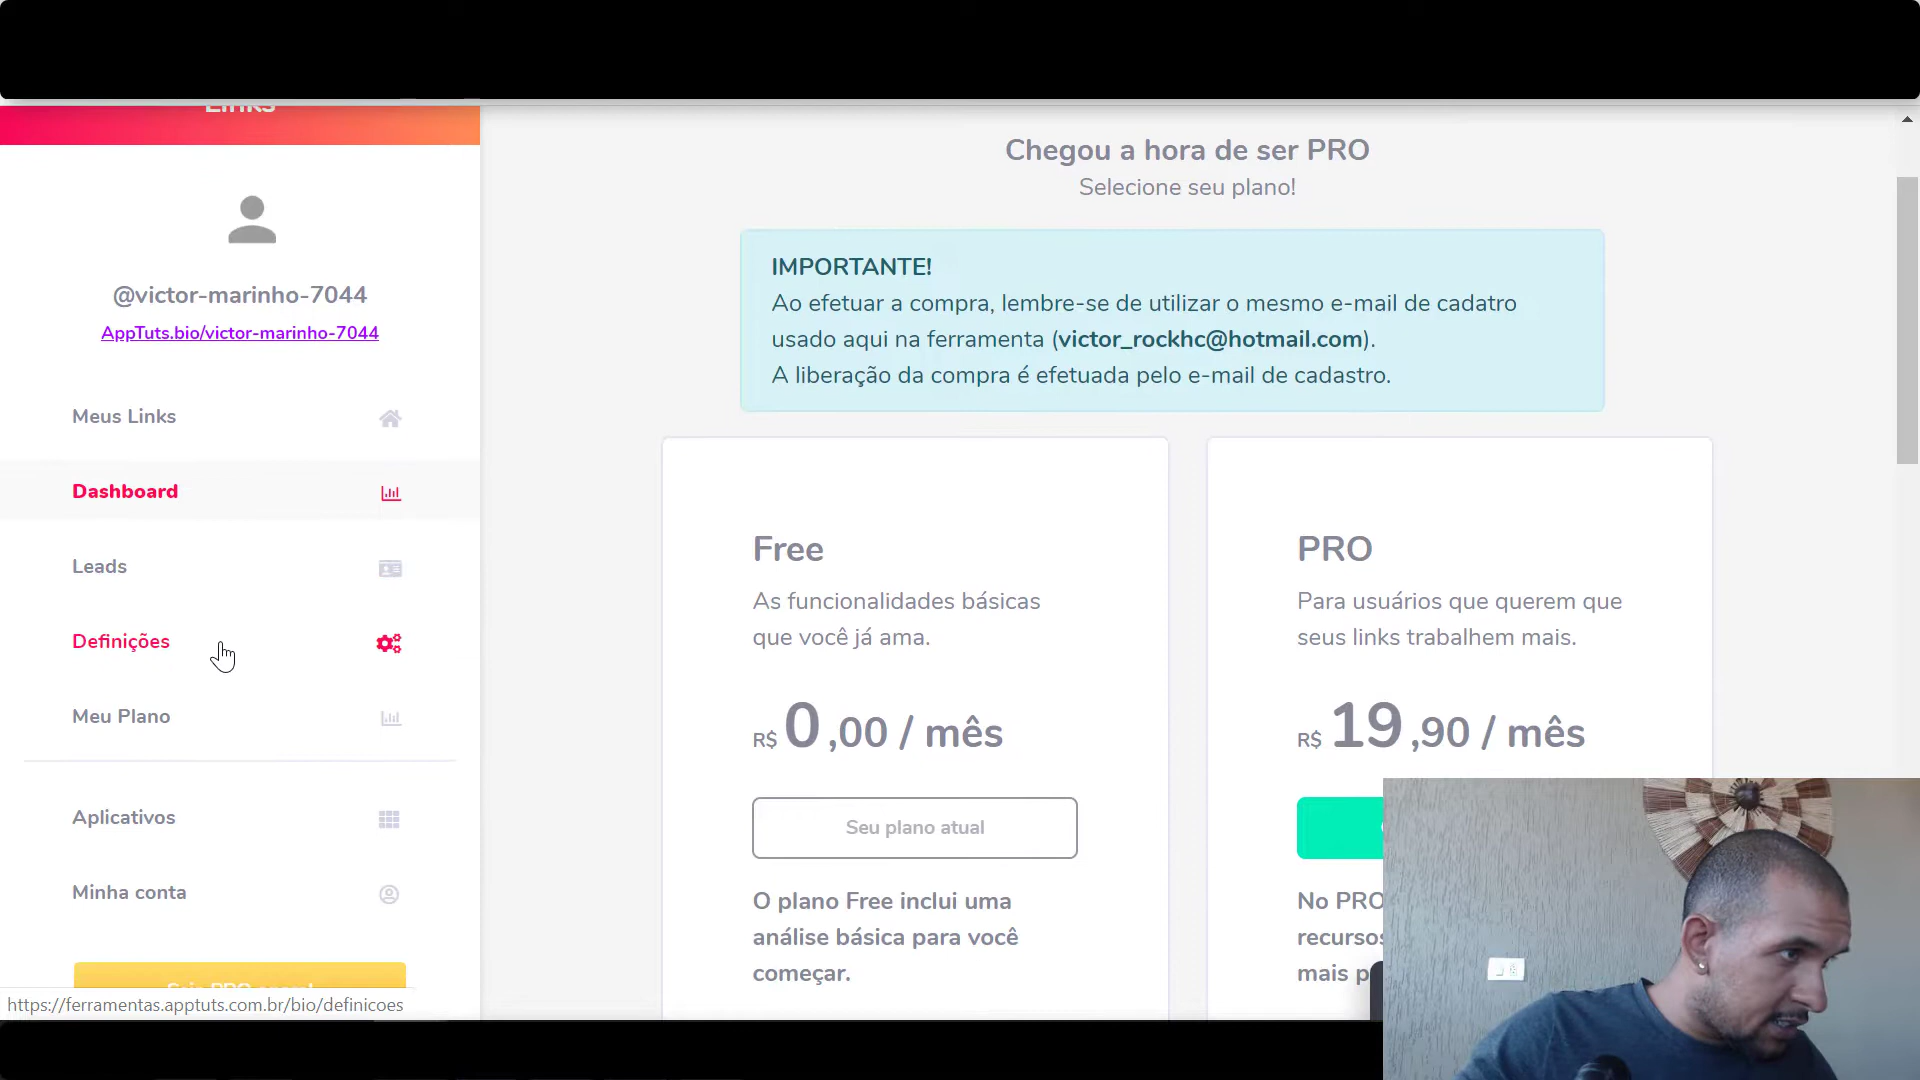 Links
@victor-marinho-7044
AppTuts.bio/victor-marinho-7044
Meus Links
Dashboard
Leads
Definições
Meu Plano
Aplicativos
Minha conta
https://ferramentas.apptuts.com.br/bio/definicoes
Chegou a hora de ser PRO
Selecione seu plano!
IMPORTANTE!
Ao efetuar a compra, lembre-se de utilizar o mesmo e-mail de cadatro
usado aqui na ferramenta (victor_rockhc@hotmail.com).
A liberação da compra é efetuada pelo e-mail de cadastro.
Free
As funcionalidades básicas
que você já ama.
R$ 0,00 / mês
Seu plano atual
O plano Free inclui uma
análise básica para você
começar.
PRO
Para usuários que querem que
seus links trabalhem mais.
R$ 19,90 / mês
No PRO
recursos
mais p